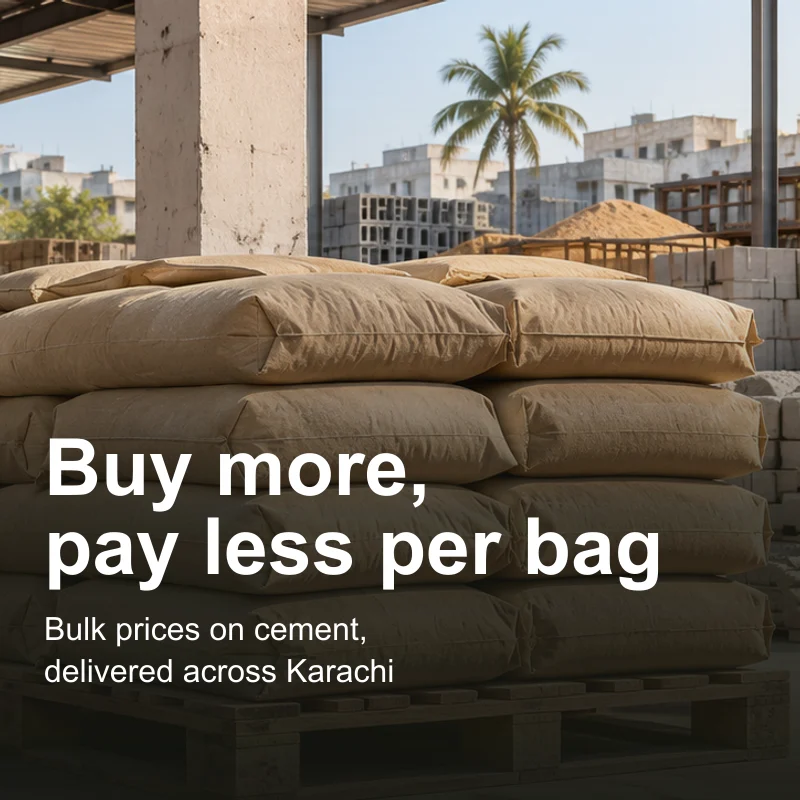 Buy more,
pay less per bag
Bulk prices on cement,
delivered across Karachi